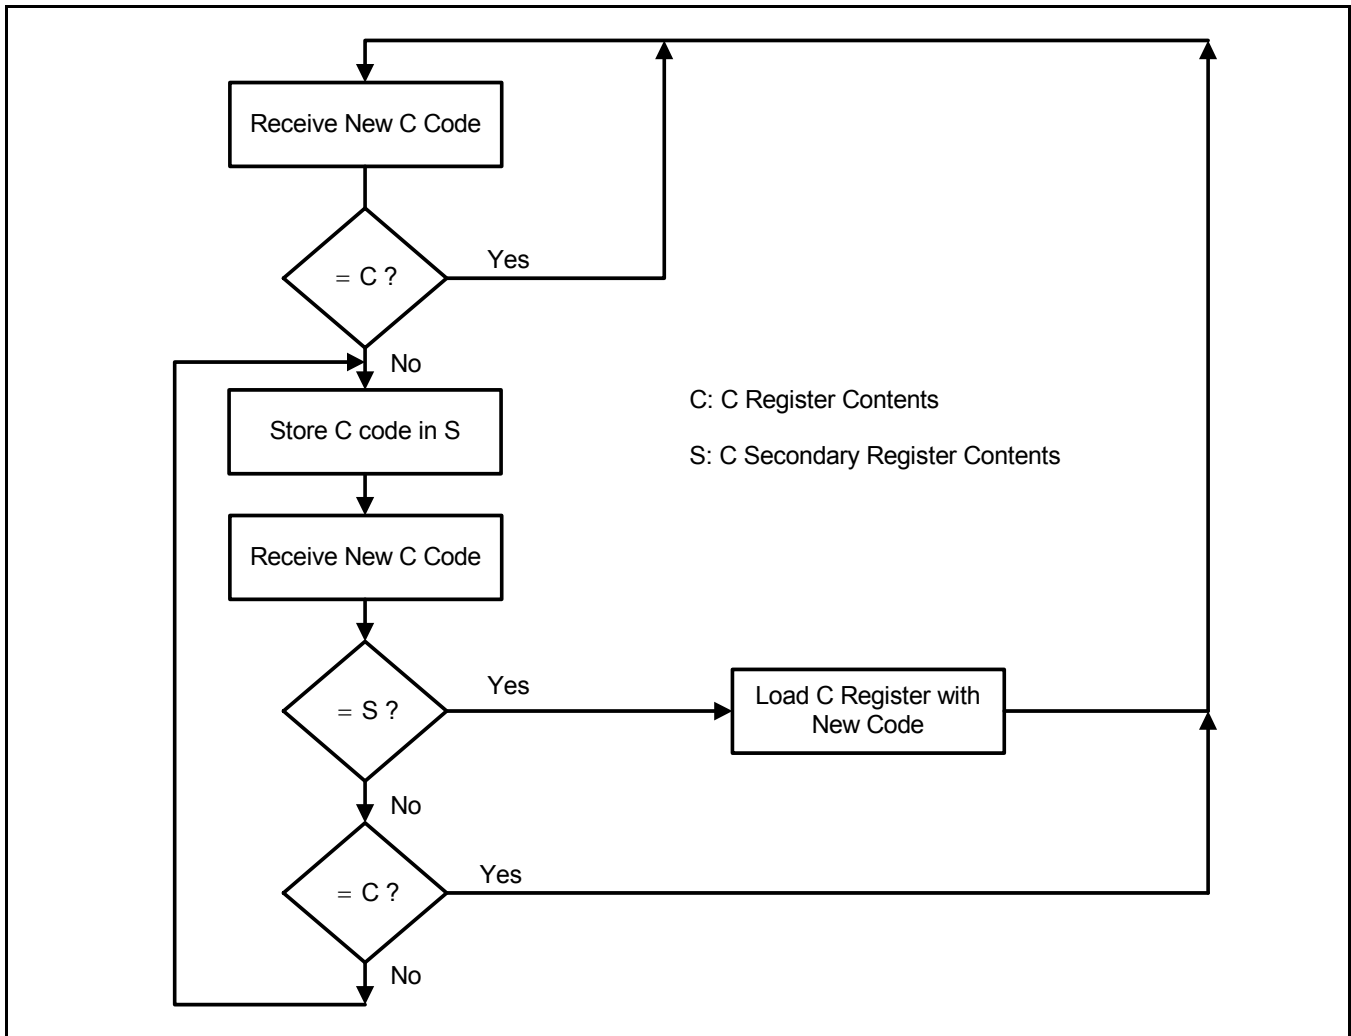 Receive New C Code
= C ?
Yes
No
Store C code in S
C: C Register Contents
S: C Secondary Register Contents
Receive New C Code
= S ?
Yes
Load C Register with
New Code
No
= C ?
Yes
No